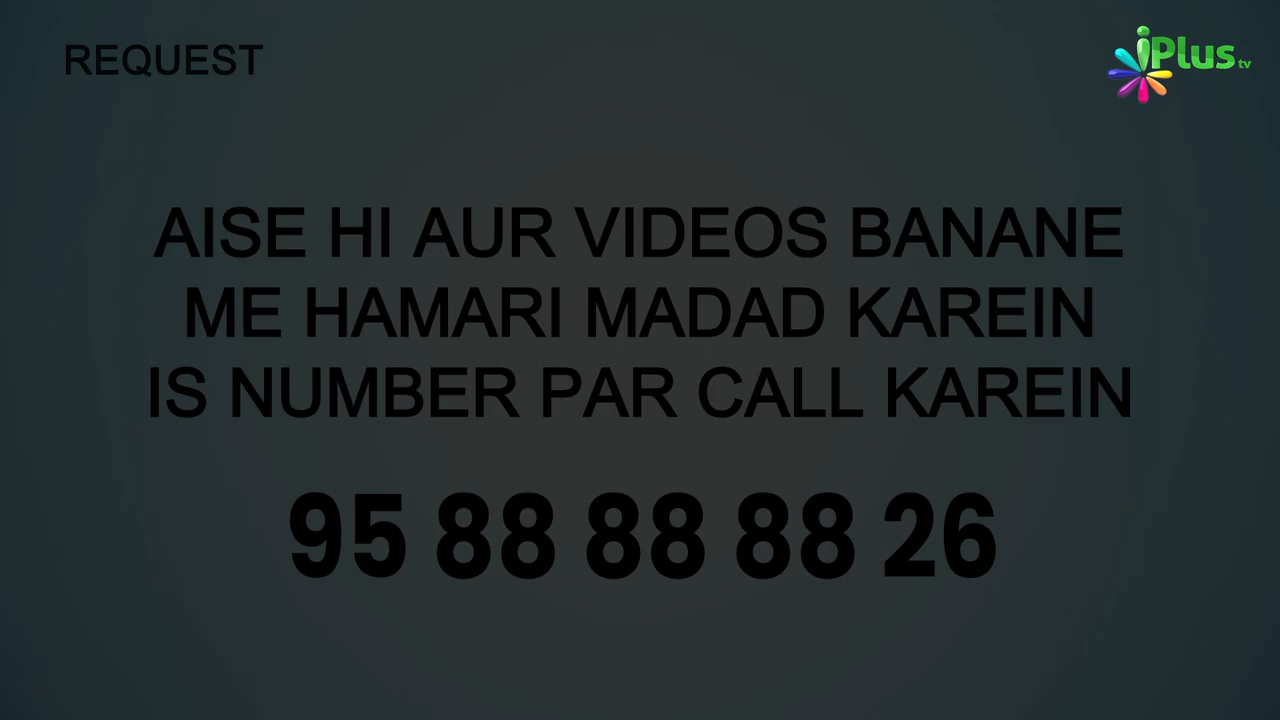 REQUEST
iPlus tv
AISE HI AUR VIDEOS BANANE
ME HAMARI MADAD KAREIN
IS NUMBER PAR CALL KAREIN
95 88 88 88 26